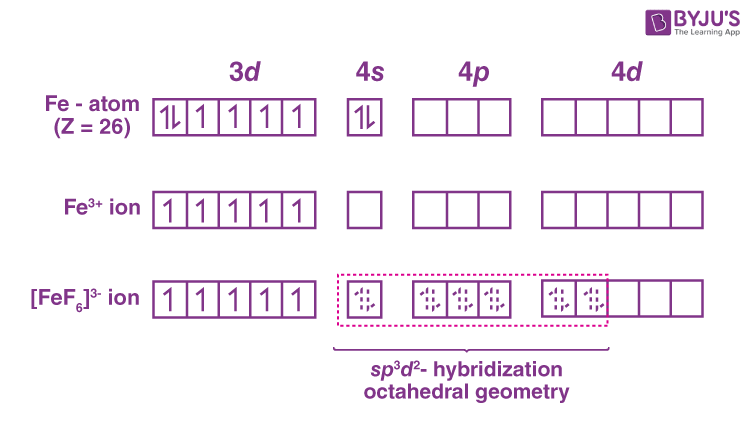 BYJU'S
The Learning App
3d 4s 4p 4d
Fe - atom
(Z = 26)
Fe³⁺ ion
[FeF₆]³⁻ ion
sp³d²- hybridization
octahedral geometry